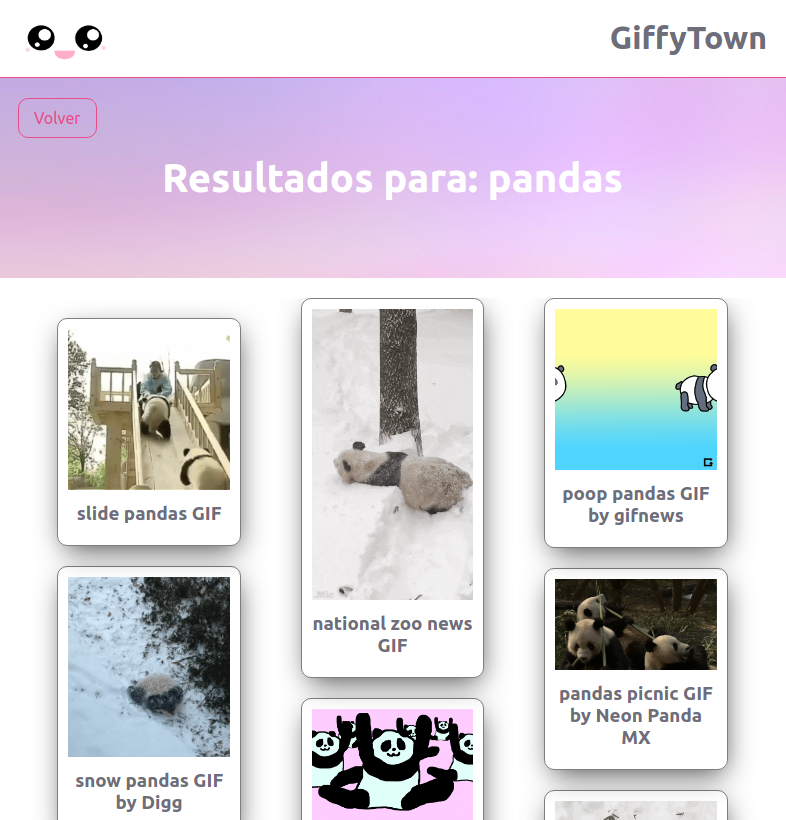 GiffyTown
Volver
Resultados para: pandas
slide pandas GIF
snow pandas GIF
by Digg
.Mic
national zoo news
GIF
G
poop pandas GIF
by gifnews
pandas picnic GIF
by Neon Panda
MX